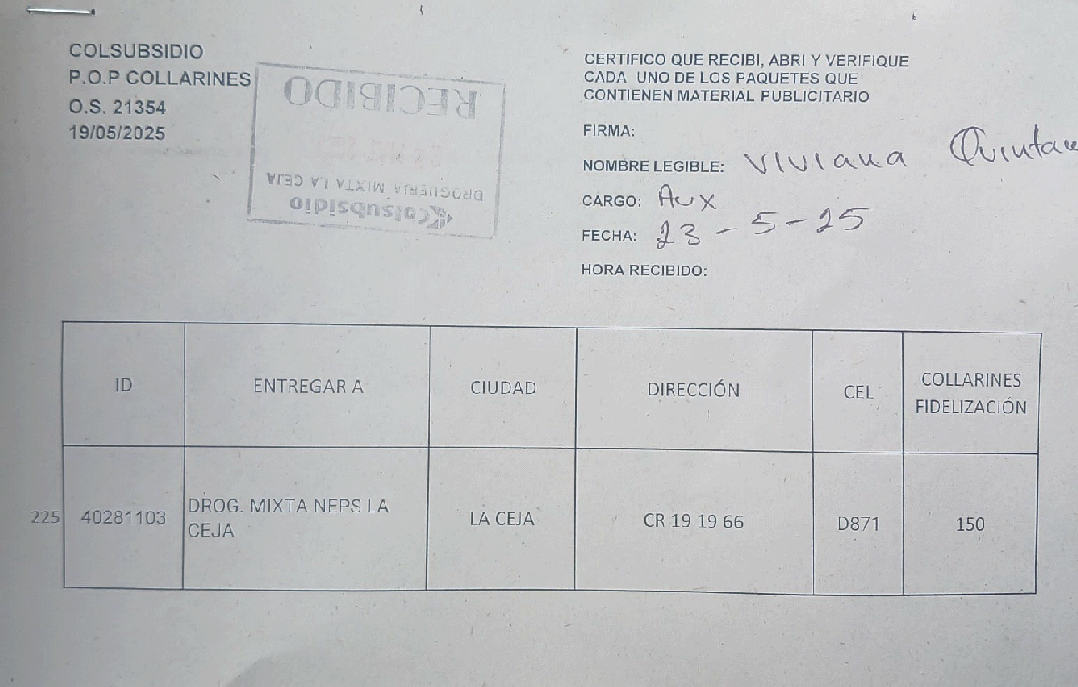 COLSUBSIDIO
P.O.P COLLARINES
O.S. 21354
19/05/2025
RECIBIDO
DROGUERIA MIXTA LA CEJA
Colsubsidio
CERTIFICO QUE RECIBI, ABRI Y VERIFIQUE
CADA UNO DE LOS PAQUETES QUE
CONTIENEN MATERIAL PUBLICITARIO
FIRMA:
NOMBRE LEGIBLE: Viviana
CARGO: Aux
FECHA: 23-5-25
HORA RECIBIDO:
ID ENTREGAR A CIUDAD DIRECCIÓN CEL COLLARINES FIDELIZACIÓN
225 40281103 DROG. MIXTA NEPS LA CEJA LA CEJA CR 19 19 66 D871 150